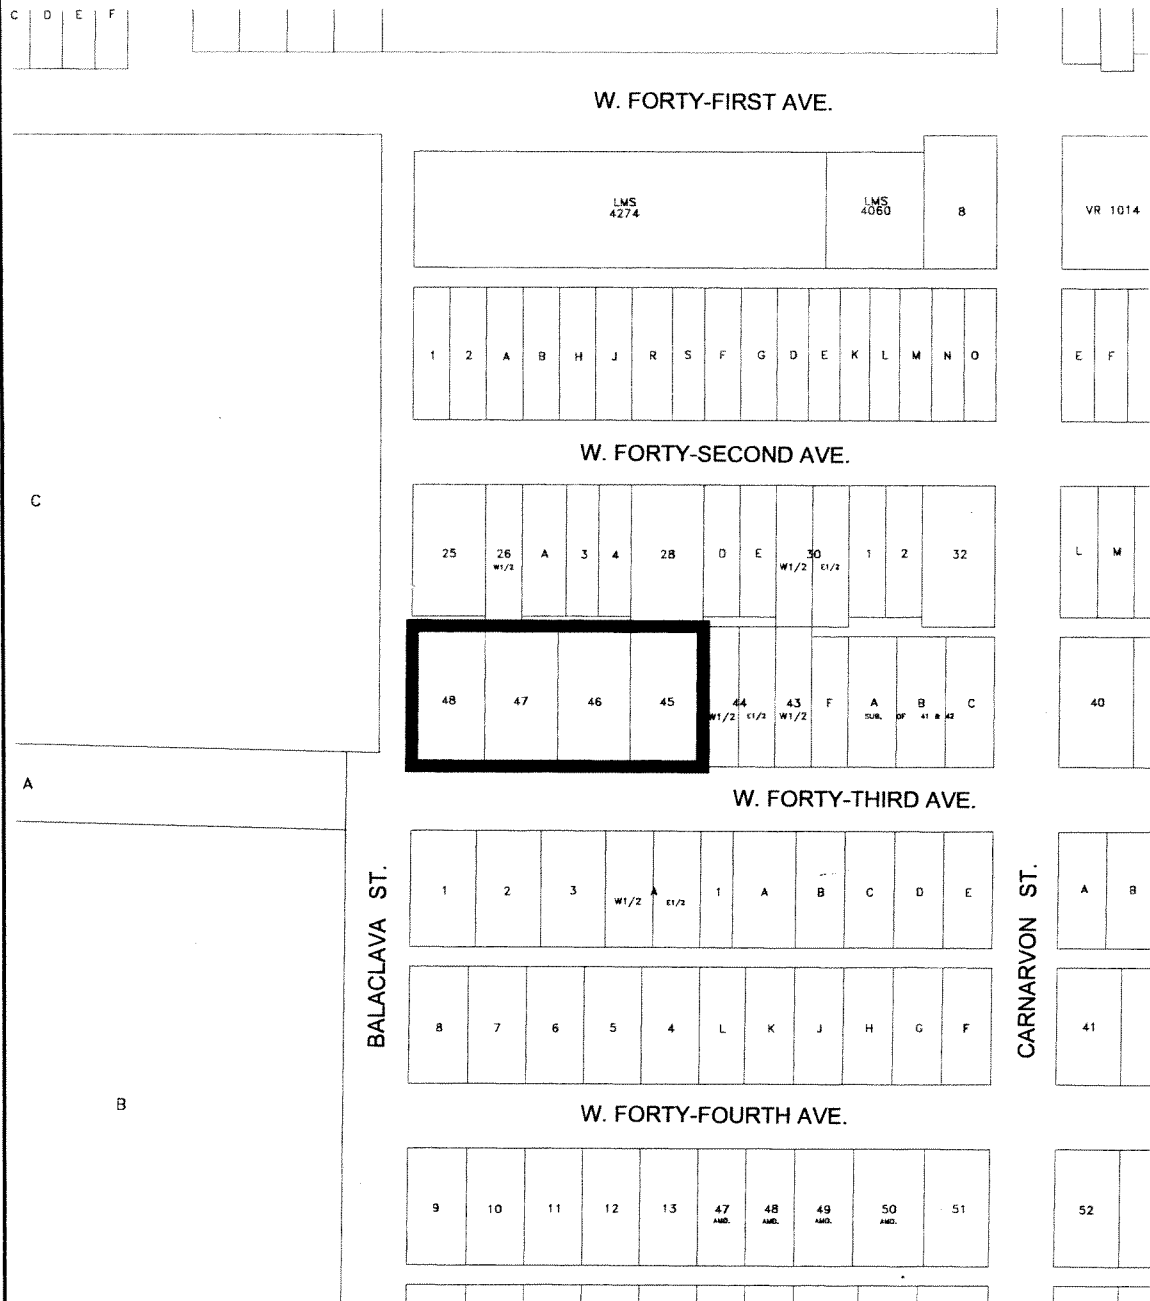 C D E F
W. FORTY-FIRST AVE.
LMS
4274
LMS
4060
8
VR 1014
1 2 A B H J R S F G D E K L M N O
E F
W. FORTY-SECOND AVE.
C
25 26 A 3 4 28 D E 30 1 2 32
W1/2 W1/2 E1/2
L M
48 47 46 45 44 43 F A B C
W1/2 E1/2 W1/2 SUB. OF 41 & 42
40
A
W. FORTY-THIRD AVE.
BALACLAVA ST.
1 2 3 A 1 A B C D E
W1/2 E1/2
CARNARVON ST.
A B
8 7 6 5 4 L K J H G F
41
B
W. FORTY-FOURTH AVE.
9 10 11 12 13 47 48 49 50 51
AMD. AMD. AMD. AMD.
52